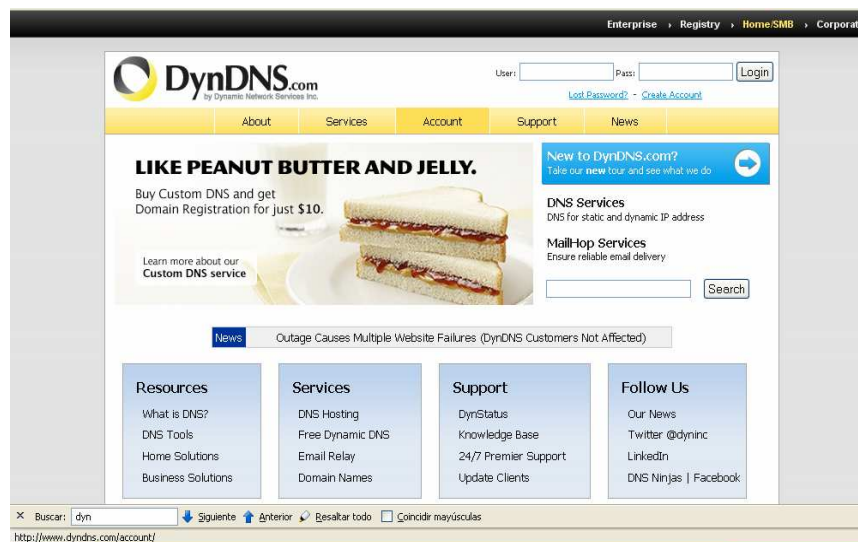 Enterprise › Registry › Home/SMB › Corporat
DynDNS.com
by Dynamic Network Services Inc.
User: Pass: Login
Lost Password? - Create Account
About Services Account Support News
LIKE PEANUT BUTTER AND JELLY.
Buy Custom DNS and get
Domain Registration for just $10.
Learn more about our
Custom DNS service
New to DynDNS.com?
Take our new tour and see what we do
DNS Services
DNS for static and dynamic IP address
MailHop Services
Ensure reliable email delivery
Search
News Outage Causes Multiple Website Failures (DynDNS Customers Not Affected)
Resources
What is DNS?
DNS Tools
Home Solutions
Business Solutions
Services
DNS Hosting
Free Dynamic DNS
Email Relay
Domain Names
Support
DynStatus
Knowledge Base
24/7 Premier Support
Update Clients
Follow Us
Our News
Twitter @dyninc
LinkedIn
DNS Ninjas | Facebook
× Buscar: dyn Siguiente Anterior Resaltar todo Coincidir mayúsculas
http://www.dyndns.com/account/